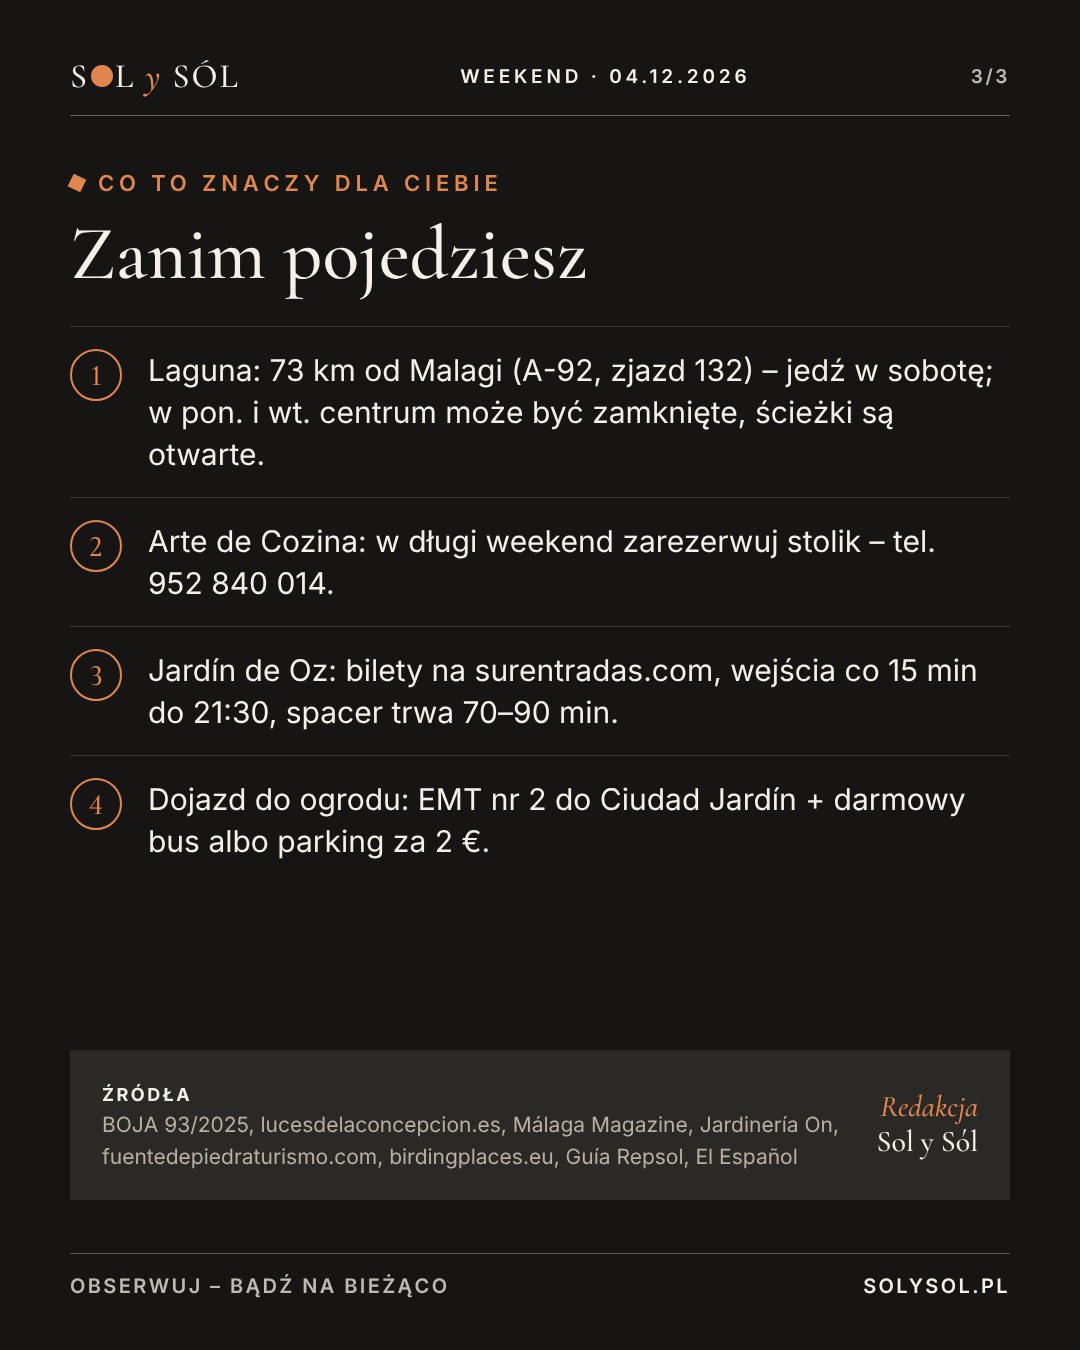 SOL y SÓL
WEEKEND · 04.12.2026
3/3
CO TO ZNACZY DLA CIEBIE
Zanim pojedziesz
1
Laguna: 73 km od Malagi (A-92, zjazd 132) – jedź w sobotę;
w pon. i wt. centrum może być zamknięte, ścieżki są
otwarte.
2
Arte de Cozina: w długi weekend zarezerwuj stolik – tel.
952 840 014.
3
Jardín de Oz: bilety na surentradas.com, wejścia co 15 min
do 21:30, spacer trwa 70–90 min.
4
Dojazd do ogrodu: EMT nr 2 do Ciudad Jardín + darmowy
bus albo parking za 2 €.
ŹRÓDŁA
BOJA 93/2025, lucesdelaconcepcion.es, Málaga Magazine, Jardinería On,
fuentedepiedraturismo.com, birdingplaces.eu, Guía Repsol, El Español
Redakcja
Sol y Sól
OBSERWUJ – BĄDŹ NA BIEŻĄCO
SOLYSOL.PL